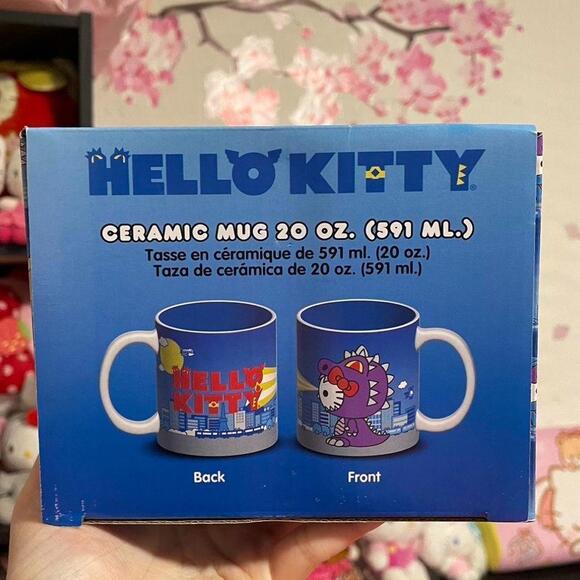 HELLO KITTY®
CERAMIC MUG 20 OZ. (591 ML.)
Tasse en céramique de 591 ml. (20 oz.)
Taza de cerámica de 20 oz. (591 ml.)
HELLO
KITTY
Back
Front